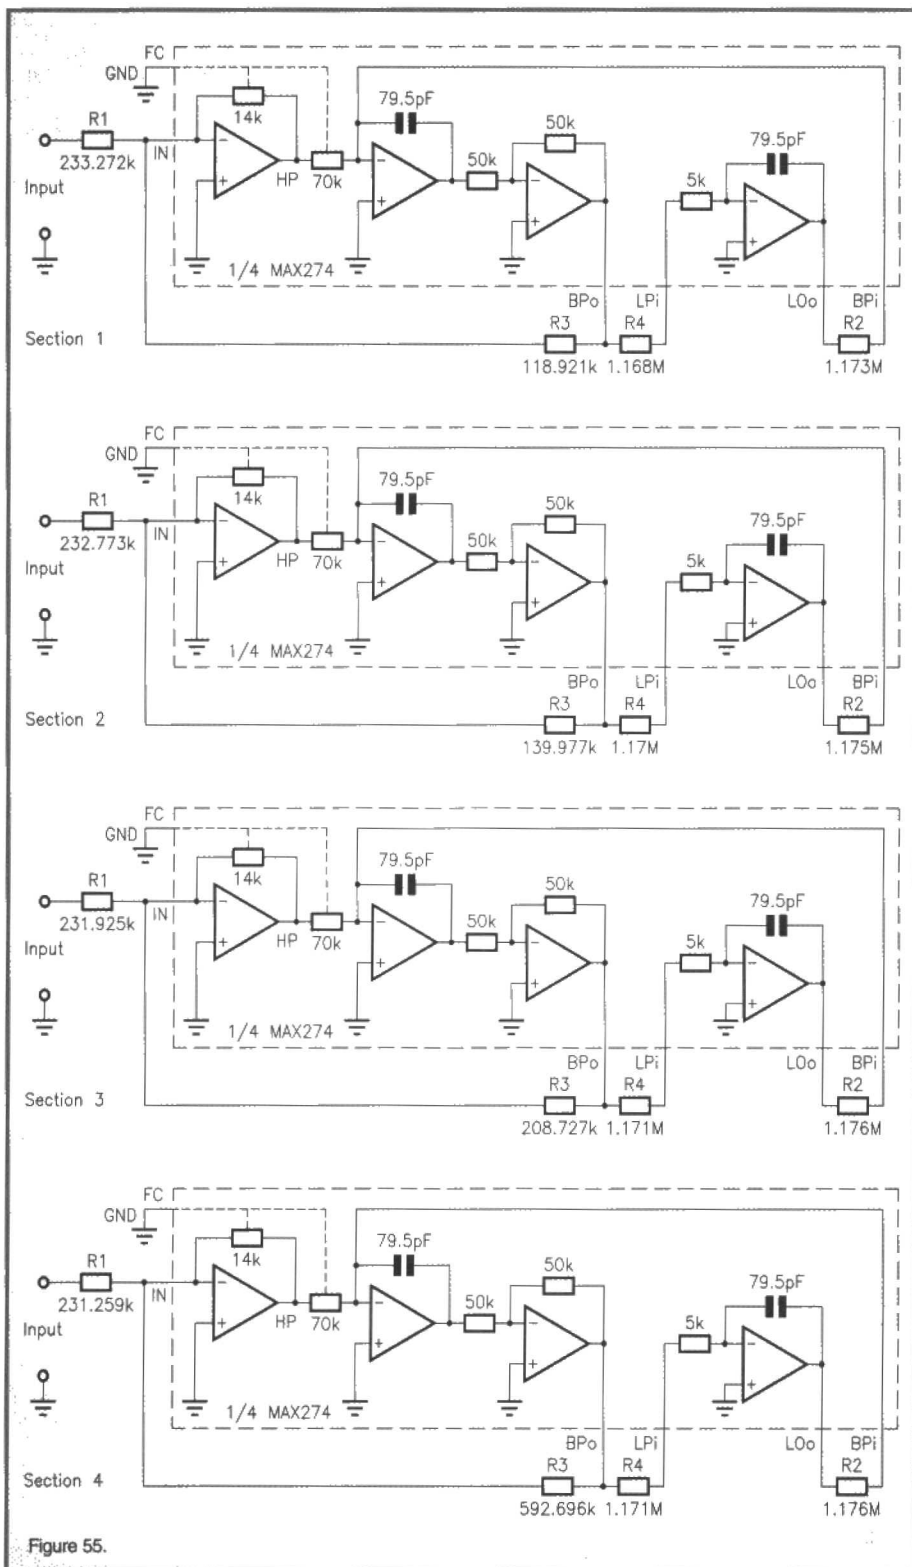 FC
GND
R1
233.272k
IN
Input
14k
HP
70k
79.5pF
50k
50k
5k
79.5pF
1/4 MAX274
BPo
LPi
LOo
BPi
Section 1
R3
118.921k
R4
1.168M
R2
1.173M
FC
GND
R1
232.773k
IN
Input
14k
HP
70k
79.5pF
50k
50k
5k
79.5pF
1/4 MAX274
BPo
LPi
LOo
BPi
Section 2
R3
139.977k
R4
1.17M
R2
1.175M
FC
GND
R1
231.925k
IN
Input
14k
HP
70k
79.5pF
50k
50k
5k
79.5pF
1/4 MAX274
BPo
LPi
LOo
BPi
Section 3
R3
208.727k
R4
1.171M
R2
1.176M
FC
GND
R1
231.259k
IN
Input
14k
HP
70k
79.5pF
50k
50k
5k
79.5pF
1/4 MAX274
BPo
LPi
LOo
BPi
Section 4
R3
592.696k
R4
1.171M
R2
1.176M
Figure 55.